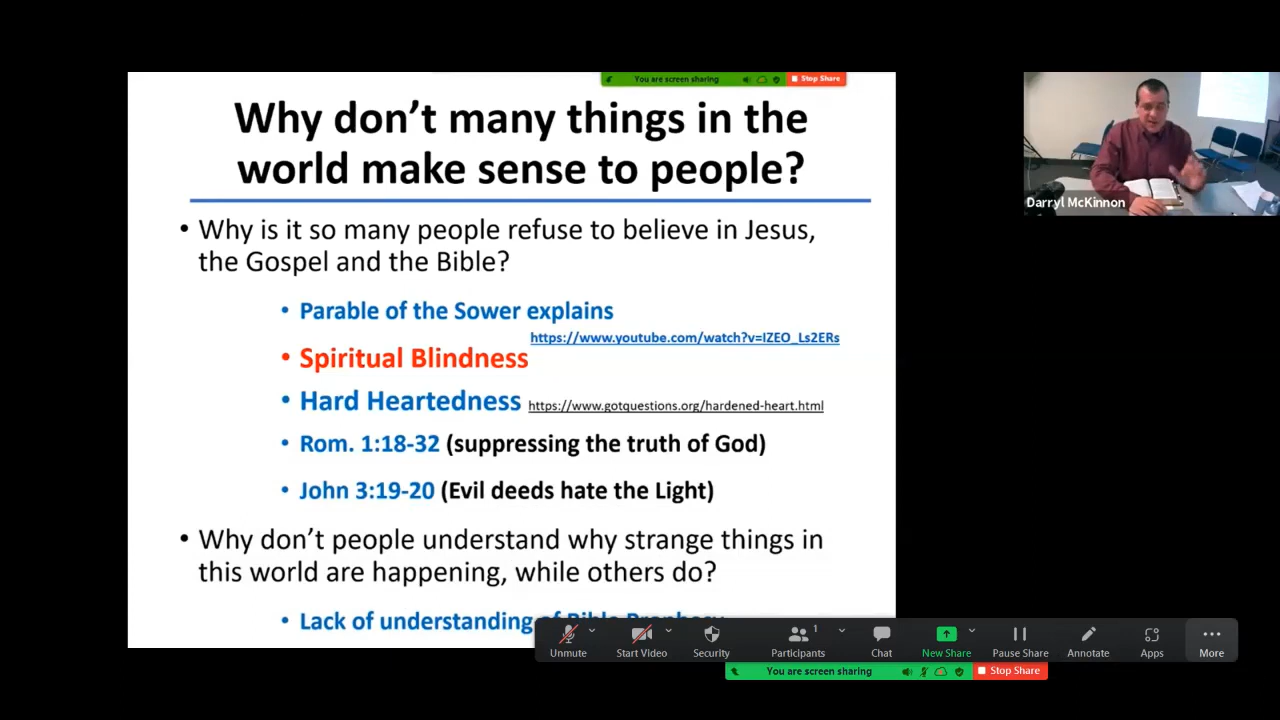 You are screen sharing Stop Share
Why don't many things in the
world make sense to people?
• Why is it so many people refuse to believe in Jesus,
the Gospel and the Bible?
• Parable of the Sower explains
https://www.youtube.com/watch?v=IZEO_Ls2ERs
• Spiritual Blindness
• Hard Heartedness https://www.gotquestions.org/hardened-heart.html
• Rom. 1:18-32 (suppressing the truth of God)
• John 3:19-20 (Evil deeds hate the Light)
• Why don't people understand why strange things in
this world are happening, while others do?
• Lack of understanding of Bible Prophecy
Darryl McKinnon
1
Unmute Start Video Security Participants Chat New Share Pause Share Annotate Apps More
You are screen sharing Stop Share